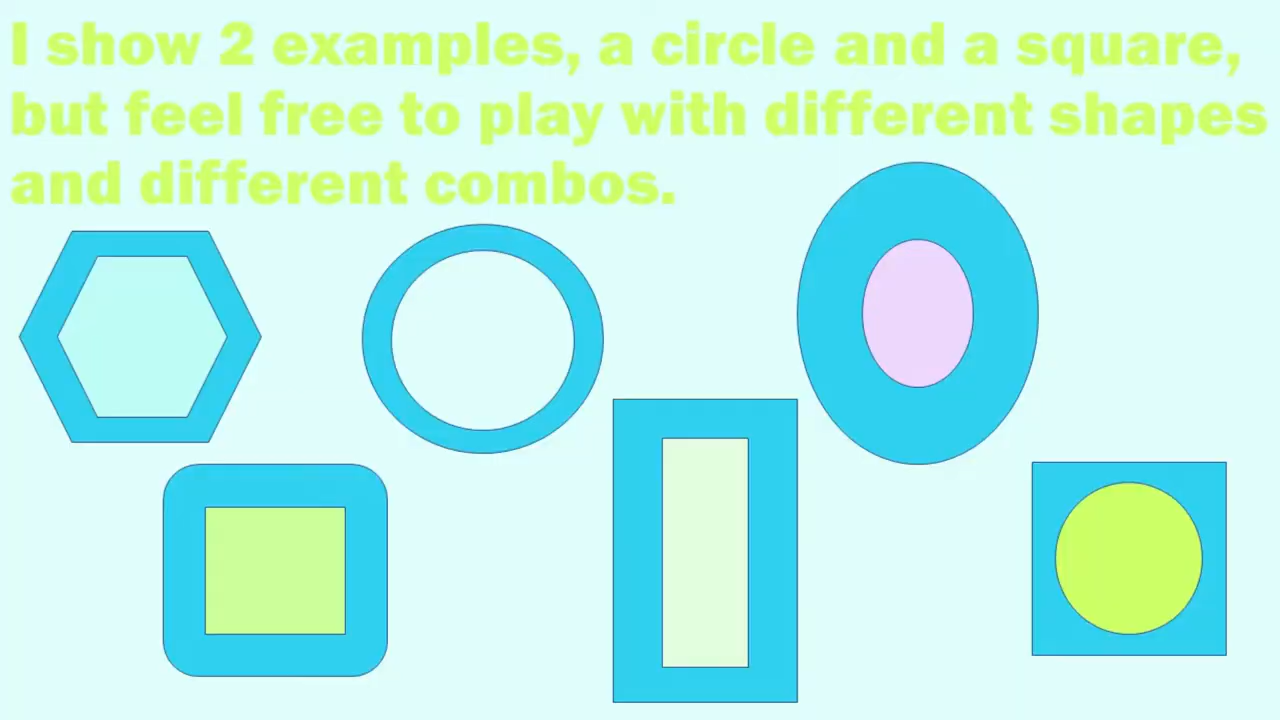 I show 2 examples, a circle and a square,
but feel free to play with different shapes
and different combos.